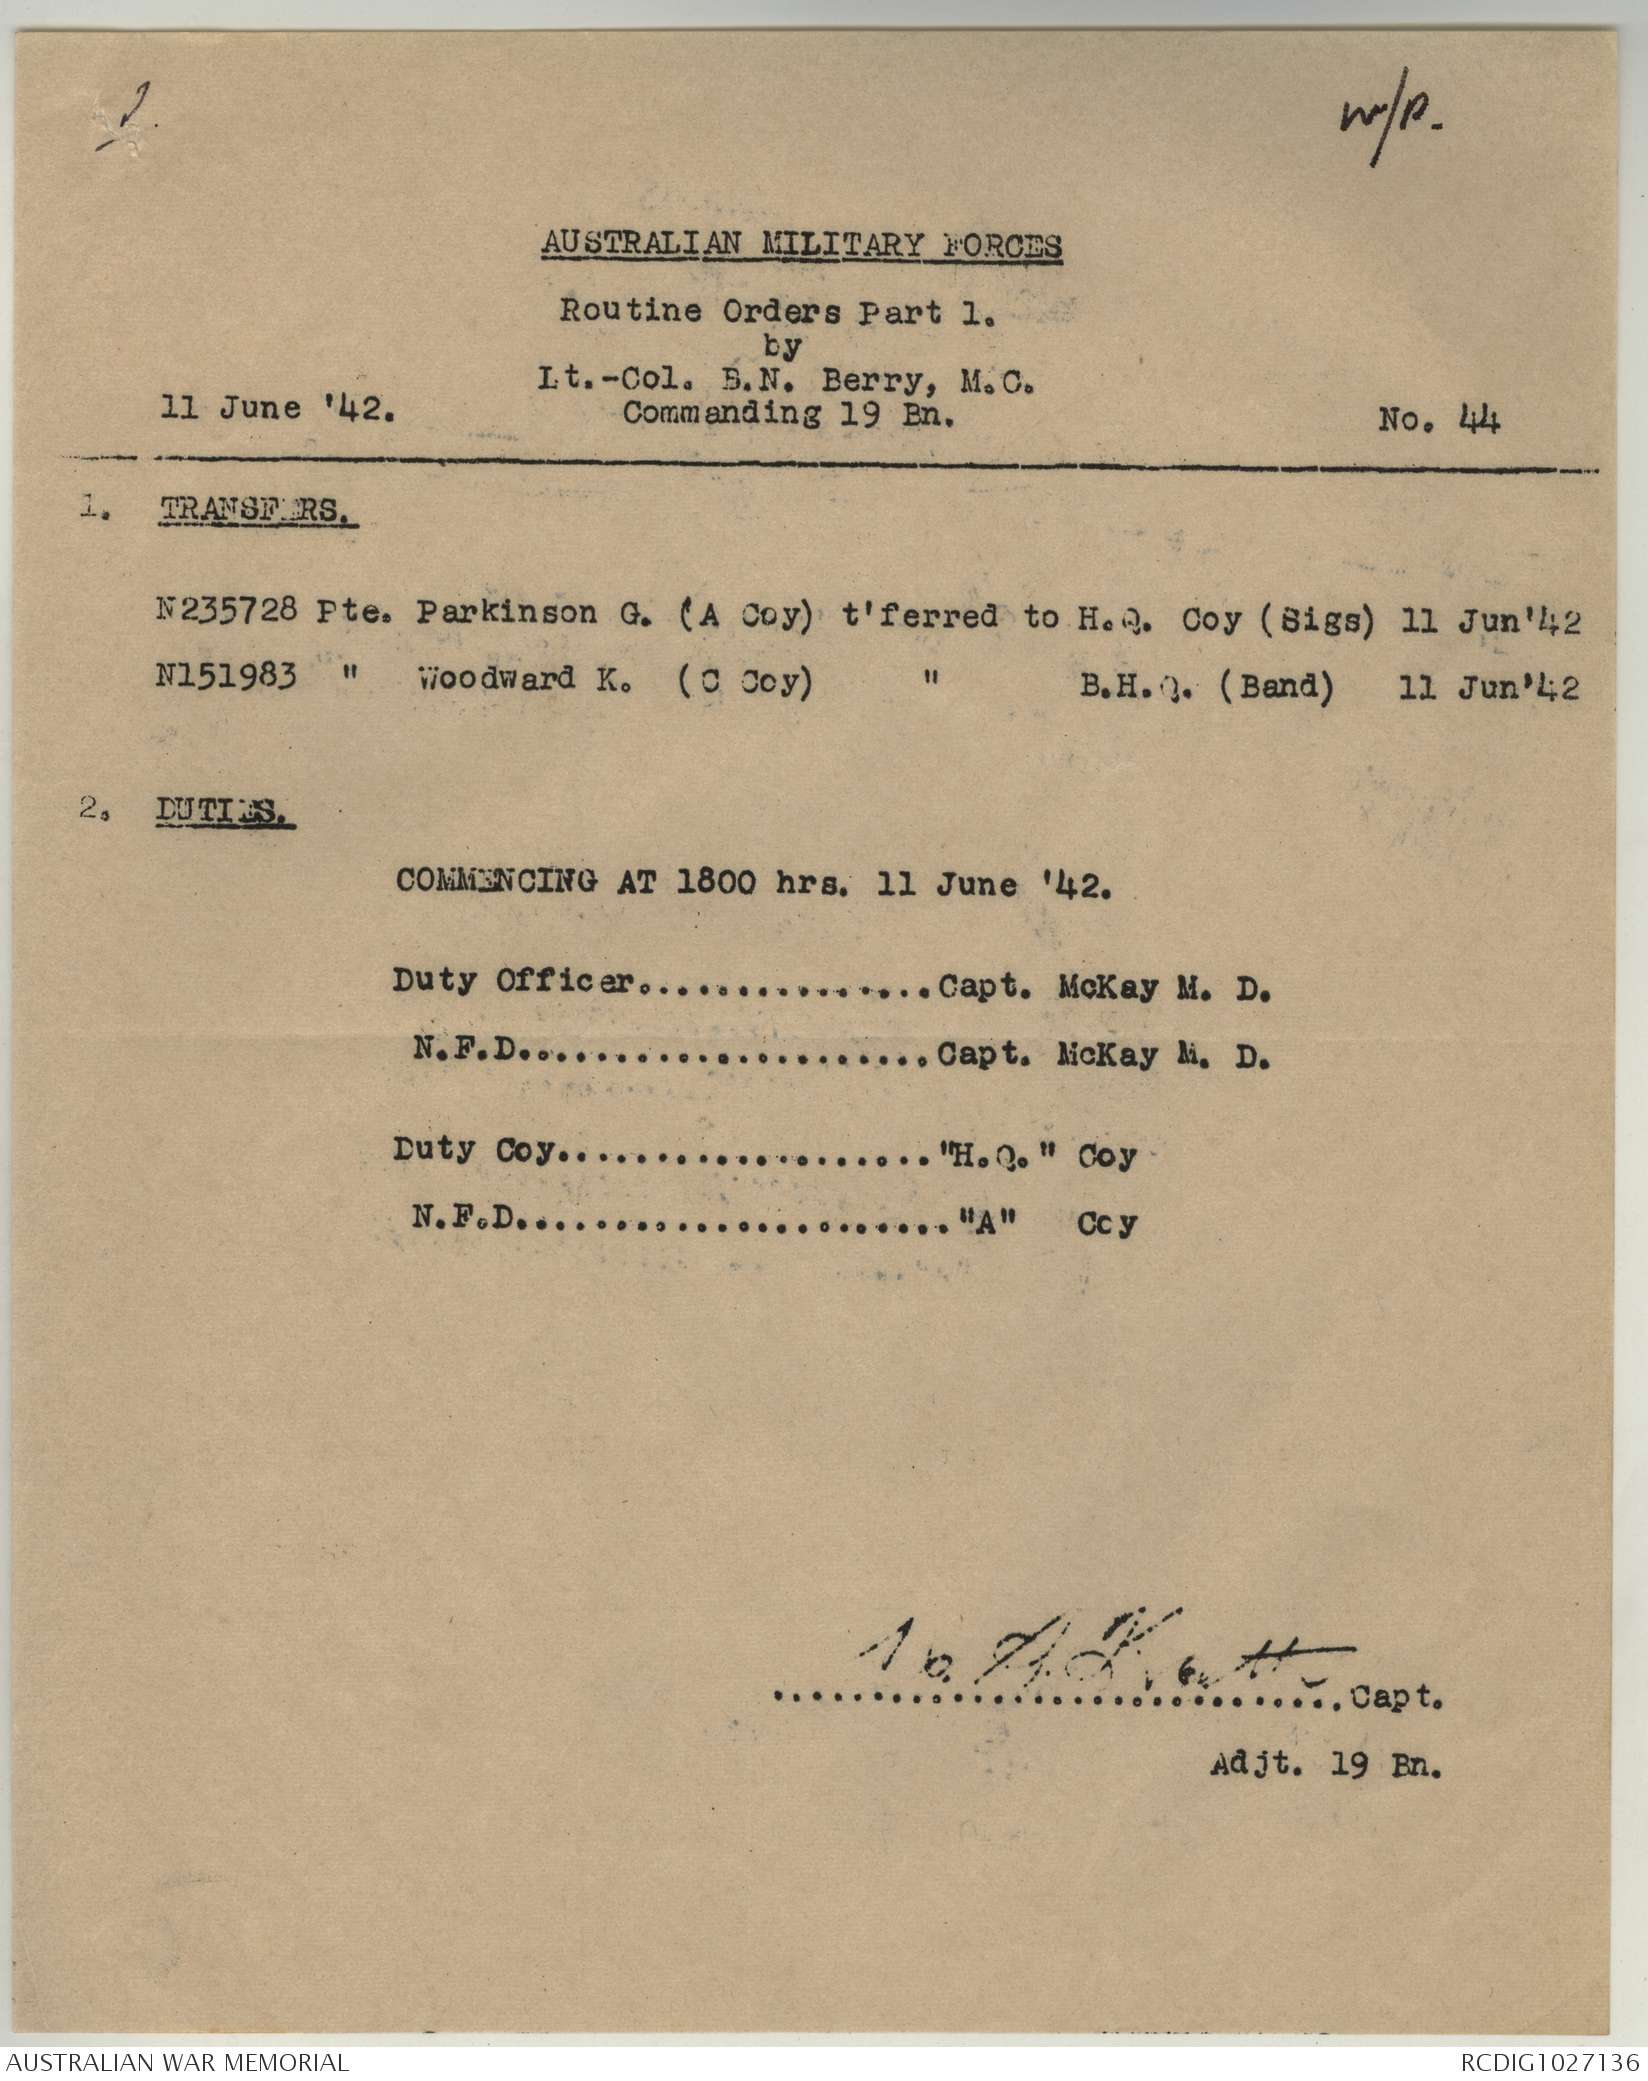 w/p.
AUSTRALIAN MILITARY FORCES
Routine Orders Part 1.
by
Lt.-Col. B.N. Berry, M.C.
11 June '42. Commanding 19 Bn. No. 44
1. TRANSFERS.
N235728 Pte. Parkinson G. (A Coy) t'ferred to H.Q. Coy (Sigs) 11 Jun'42
N151983 " Woodward K. (C Coy) " B.H.Q. (Band) 11 Jun'42
2. DUTIES.
COMMENCING AT 1800 hrs. 11 June '42.
Duty Officer...............Capt. McKay M. D.
N.F.D.....................Capt. McKay M. D.
Duty Coy..................."H.Q." Coy
N.F.D......................"A" Coy
.............................Capt.
Adjt. 19 Bn.
AUSTRALIAN WAR MEMORIAL RCDIG1027136